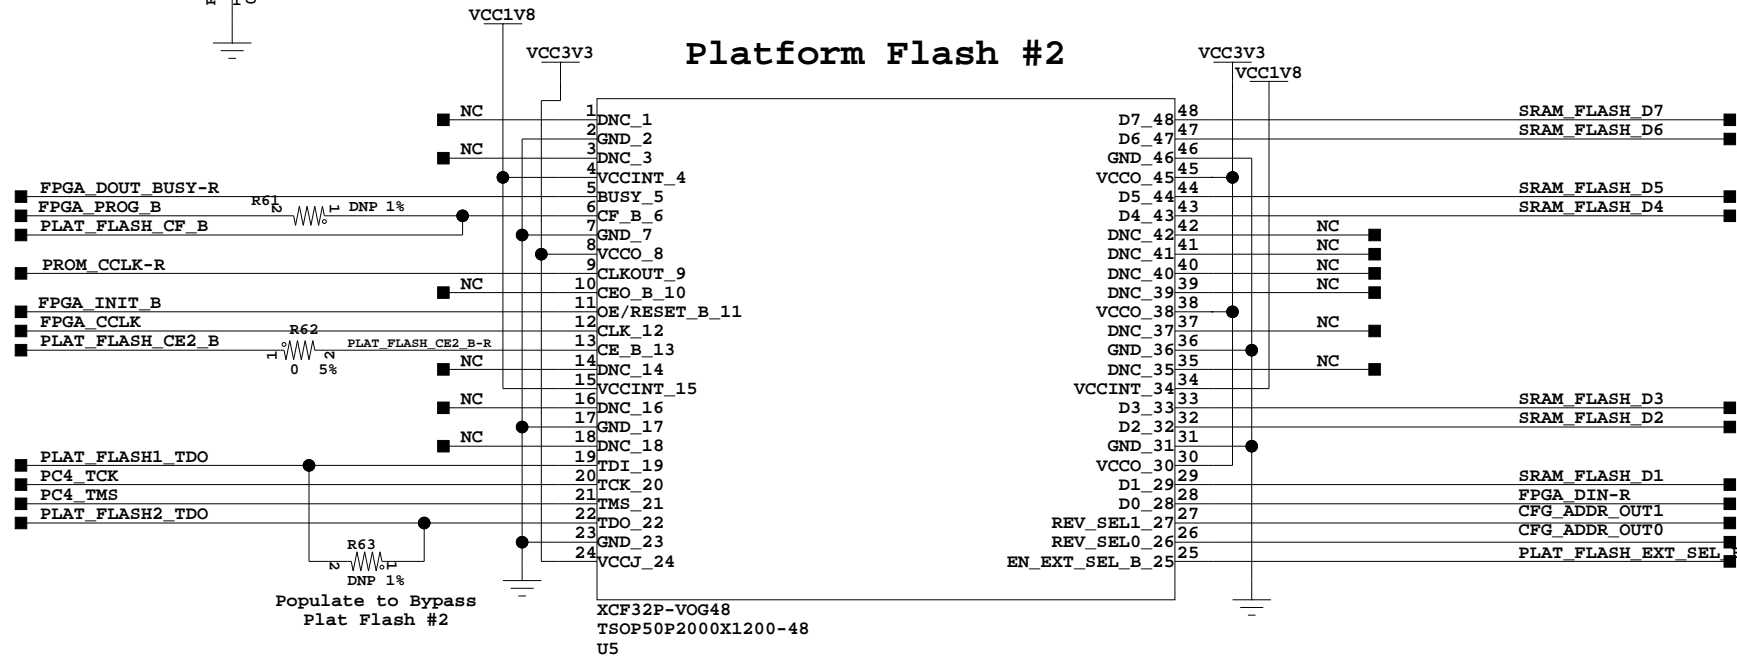 VCC1V8
VCC3V3
Platform Flash #2
VCC3V3
VCC1V8
NC 1 DNC_1
2 GND_2
NC 3 DNC_3
4 VCCINT_4
FPGA_DOUT_BUSY-R 5 BUSY_5
FPGA_PROG_B R61 2 1 DNP 1% 6 CF_B_6
PLAT_FLASH_CF_B 7 GND_7
8 VCCO_8
PROM_CCLK-R 9 CLKOUT_9
NC 10 CEO_B_10
FPGA_INIT_B 11 OE/RESET_B_11
FPGA_CCLK 12 CLK_12
R62
PLAT_FLASH_CE2_B 1 2 PLAT_FLASH_CE2_B-R 13 CE_B_13
0 5%
NC 14 DNC_14
15 VCCINT_15
NC 16 DNC_16
17 GND_17
NC 18 DNC_18
PLAT_FLASH1_TDO 19 TDI_19
PC4_TCK 20 TCK_20
PC4_TMS 21 TMS_21
PLAT_FLASH2_TDO 22 TDO_22
23 GND_23
24 VCCJ_24
R63
2 1
DNP 1%
Populate to Bypass
Plat Flash #2
D7_48 48 SRAM_FLASH_D7
D6_47 47 SRAM_FLASH_D6
GND_46 46
VCCO_45 45
D5_44 44 SRAM_FLASH_D5
D4_43 43 SRAM_FLASH_D4
DNC_42 42 NC
DNC_41 41 NC
DNC_40 40 NC
DNC_39 39 NC
VCCO_38 38
DNC_37 37 NC
GND_36 36
DNC_35 35 NC
VCCINT_34 34
D3_33 33 SRAM_FLASH_D3
D2_32 32 SRAM_FLASH_D2
GND_31 31
VCCO_30 30
D1_29 29 SRAM_FLASH_D1
D0_28 28 FPGA_DIN-R
REV_SEL1_27 27 CFG_ADDR_OUT1
REV_SEL0_26 26 CFG_ADDR_OUT0
EN_EXT_SEL_B_25 25 PLAT_FLASH_EXT_SEL_
XCF32P-VOG48
TSOP50P2000X1200-48
U5